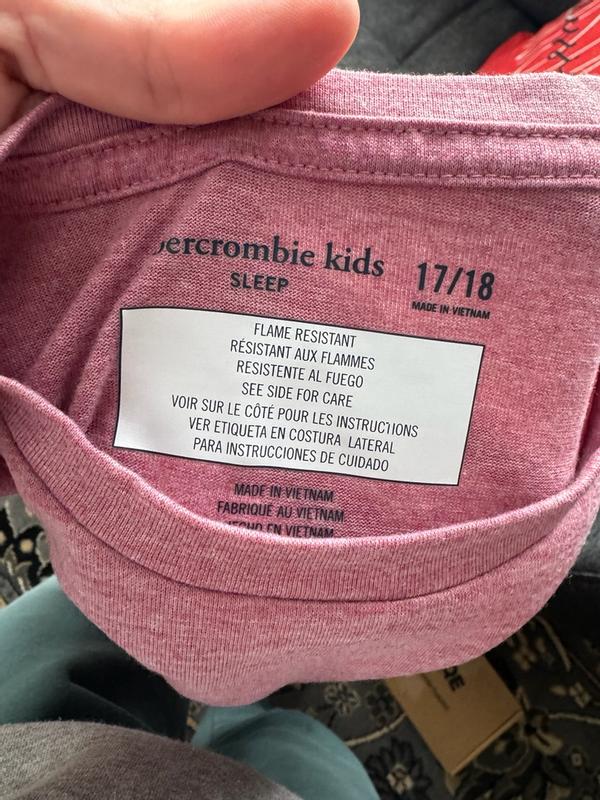 ercrombie kids
SLEEP
17/18
MADE IN VIETNAM
FLAME RESISTANT
RÉSISTANT AUX FLAMMES
RESISTENTE AL FUEGO
SEE SIDE FOR CARE
VOIR SUR LE CÔTÉ POUR LES INSTRUCTIONS
VER ETIQUETA EN COSTURA LATERAL
PARA INSTRUCCIONES DE CUIDADO
MADE IN VIETNAM
FABRIQUÉ AU VIETNAM
HECHO EN VIETNAM